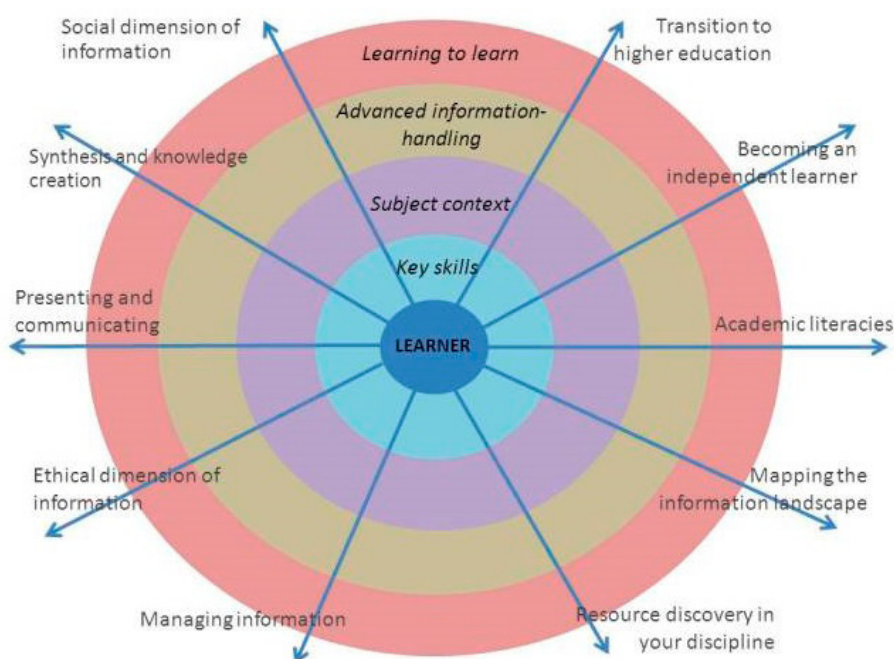 Social dimension of
information
Transition to
higher education
Learning to learn
Advanced information-
handling
Synthesis and knowledge
creation
Becoming an
independent learner
Subject context
Key skills
Presenting and
communicating
LEARNER
Academic literacies
Ethical dimension of
information
Mapping the
information landscape
Managing information
Resource discovery in
your discipline